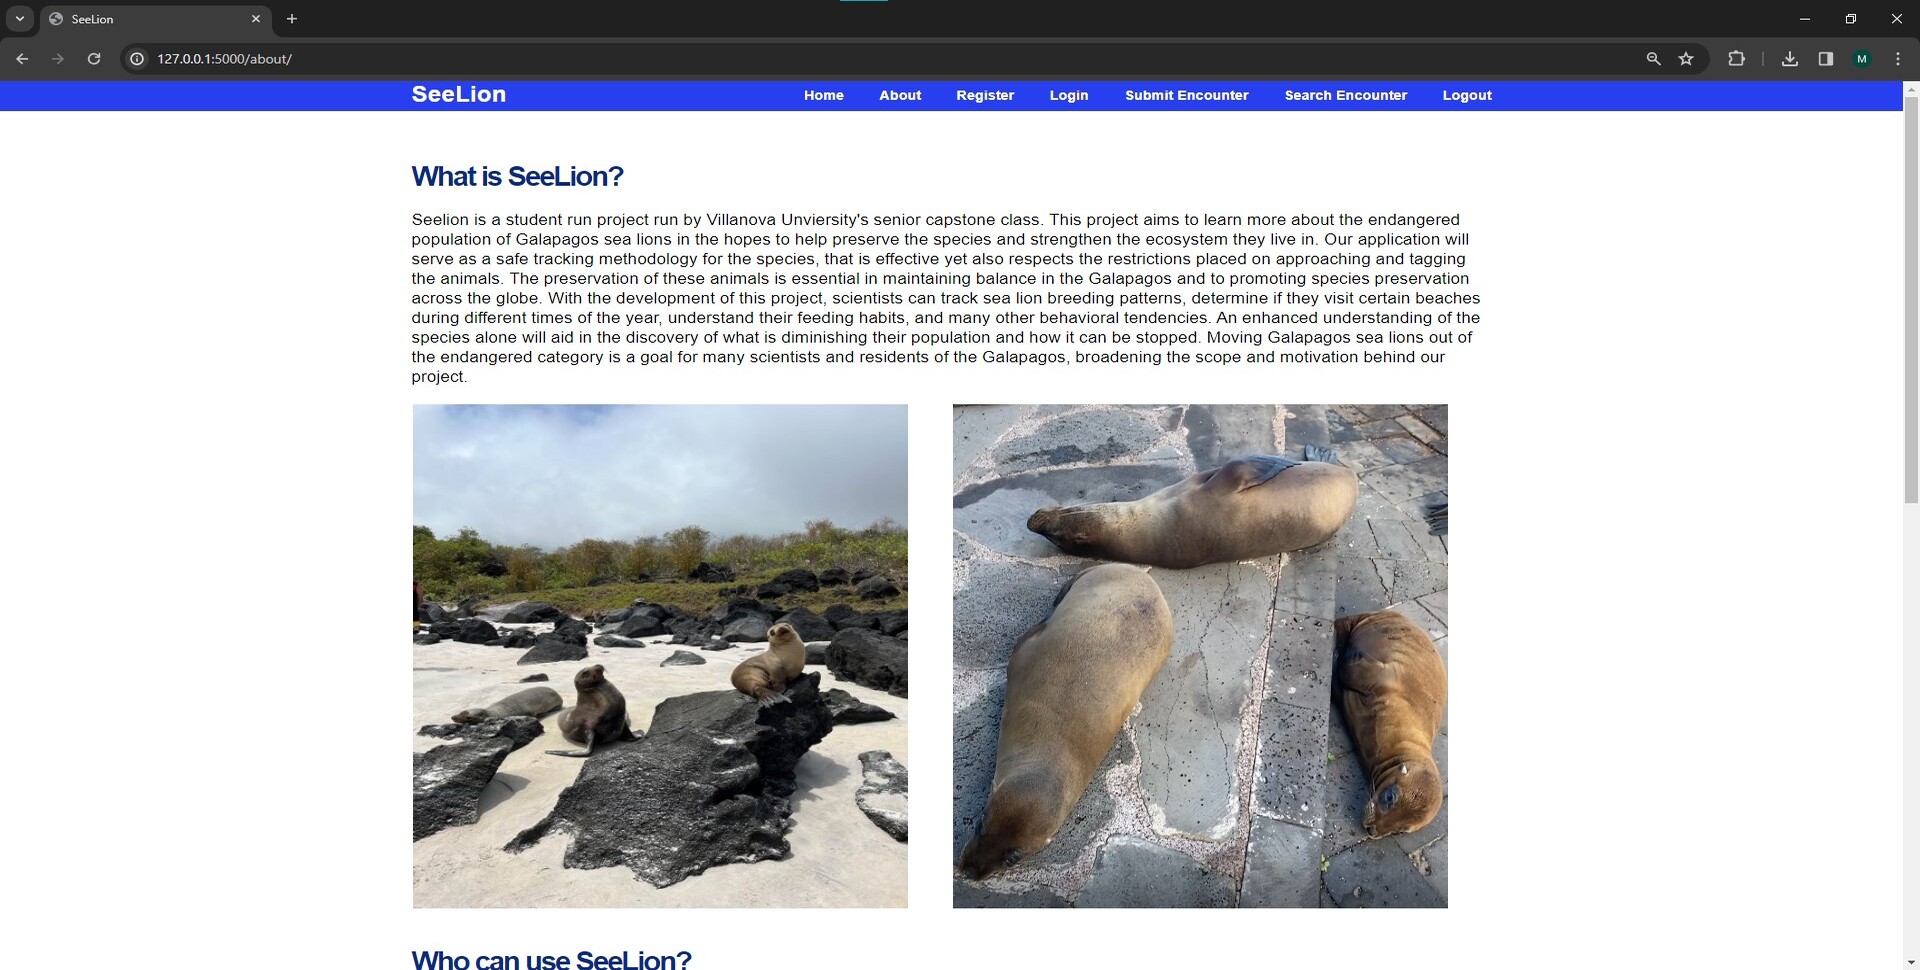 SeeLion
127.0.0.1:5000/about/
M
SeeLion
Home About Register Login Submit Encounter Search Encounter Logout
What is SeeLion?
Seelion is a student run project run by Villanova Unviersity's senior capstone class. This project aims to learn more about the endangered
population of Galapagos sea lions in the hopes to help preserve the species and strengthen the ecosystem they live in. Our application will
serve as a safe tracking methodology for the species, that is effective yet also respects the restrictions placed on approaching and tagging
the animals. The preservation of these animals is essential in maintaining balance in the Galapagos and to promoting species preservation
across the globe. With the development of this project, scientists can track sea lion breeding patterns, determine if they visit certain beaches
during different times of the year, understand their feeding habits, and many other behavioral tendencies. An enhanced understanding of the
species alone will aid in the discovery of what is diminishing their population and how it can be stopped. Moving Galapagos sea lions out of
the endangered category is a goal for many scientists and residents of the Galapagos, broadening the scope and motivation behind our
project.
Who can use SeeLion?